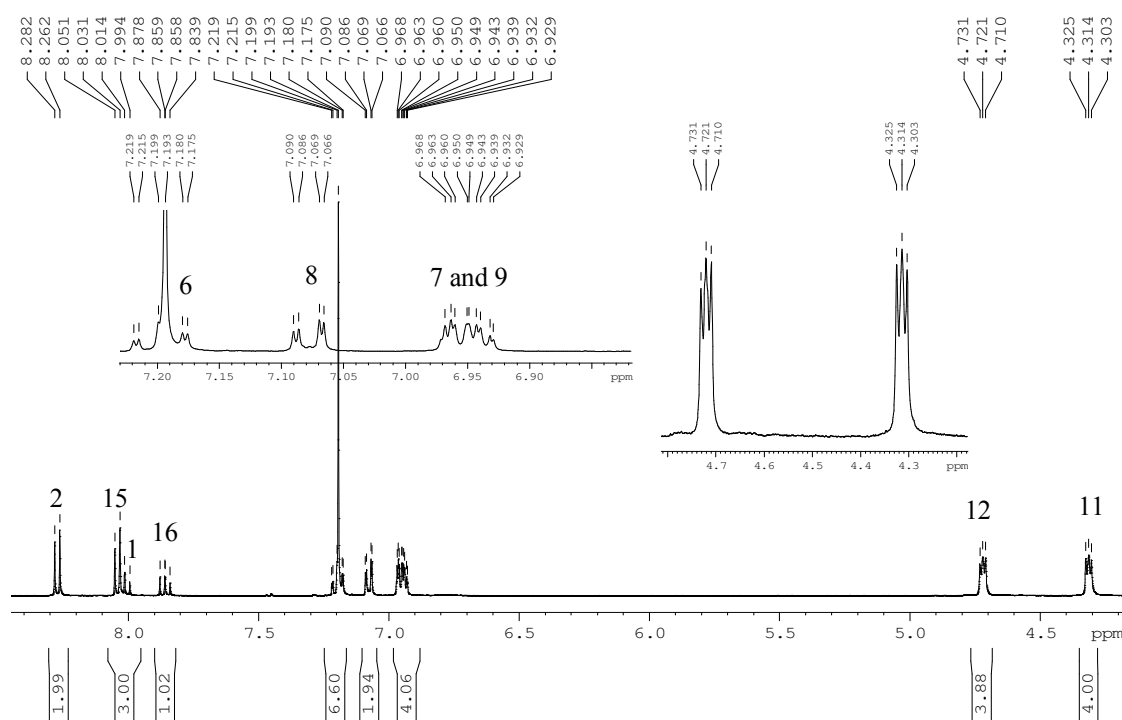 8.282 8.262 8.051 8.031 8.014 7.994 7.878 7.859 7.858 7.839 7.219 7.215 7.199 7.193 7.180 7.175 7.090 7.086 7.069 7.066 6.968 6.963 6.960 6.950 6.949 6.943 6.939 6.932 6.929 4.731 4.721 4.710 4.325 4.314 4.303
7.219 7.215 7.199 7.193 7.180 7.175 7.090 7.086 7.069 7.066 6.968 6.963 6.960 6.950 6.949 6.943 6.939 6.932 6.929 4.731 4.721 4.710 4.325 4.314 4.303
6 8 7 and 9
7.20 7.15 7.10 7.05 7.00 6.95 6.90 ppm
4.7 4.6 4.5 4.4 4.3 ppm
2 15 1 16 12 11
8.0 7.5 7.0 6.5 6.0 5.5 5.0 4.5 ppm
1.99 3.00 1.02 6.60 1.94 4.06 3.88 4.00